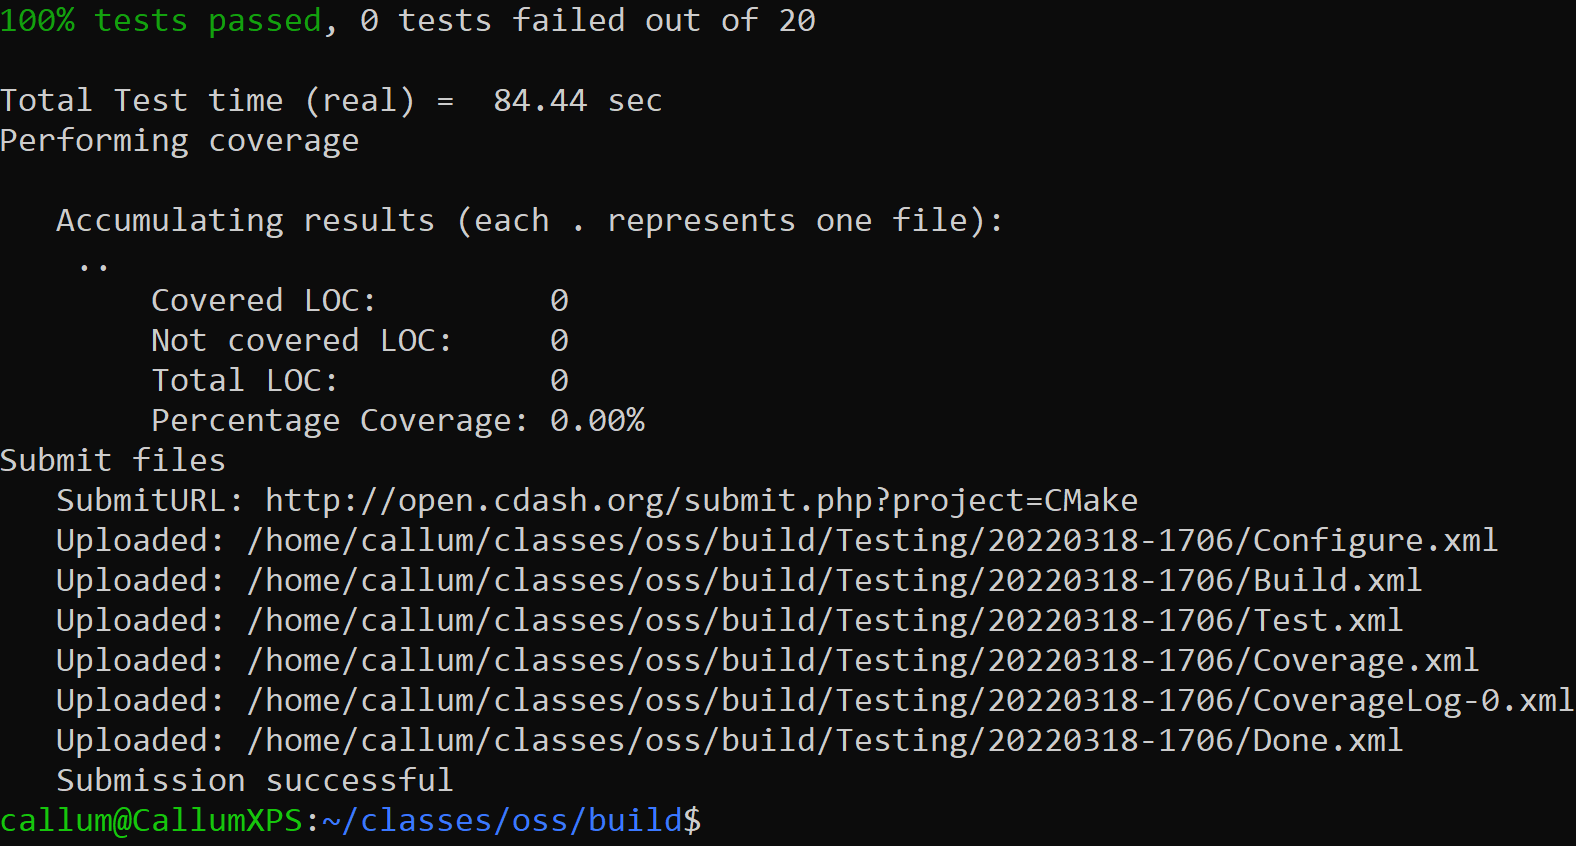 100% tests passed, 0 tests failed out of 20
Total Test time (real) =  84.44 sec
Performing coverage
   Accumulating results (each . represents one file):
    ..
        Covered LOC:         0
        Not covered LOC:     0
        Total LOC:           0
        Percentage Coverage: 0.00%
Submit files
   SubmitURL: http://open.cdash.org/submit.php?project=CMake
   Uploaded: /home/callum/classes/oss/build/Testing/20220318-1706/Configure.xml
   Uploaded: /home/callum/classes/oss/build/Testing/20220318-1706/Build.xml
   Uploaded: /home/callum/classes/oss/build/Testing/20220318-1706/Test.xml
   Uploaded: /home/callum/classes/oss/build/Testing/20220318-1706/Coverage.xml
   Uploaded: /home/callum/classes/oss/build/Testing/20220318-1706/CoverageLog-0.xml
   Uploaded: /home/callum/classes/oss/build/Testing/20220318-1706/Done.xml
   Submission successful
callum@CallumXPS:~/classes/oss/build$